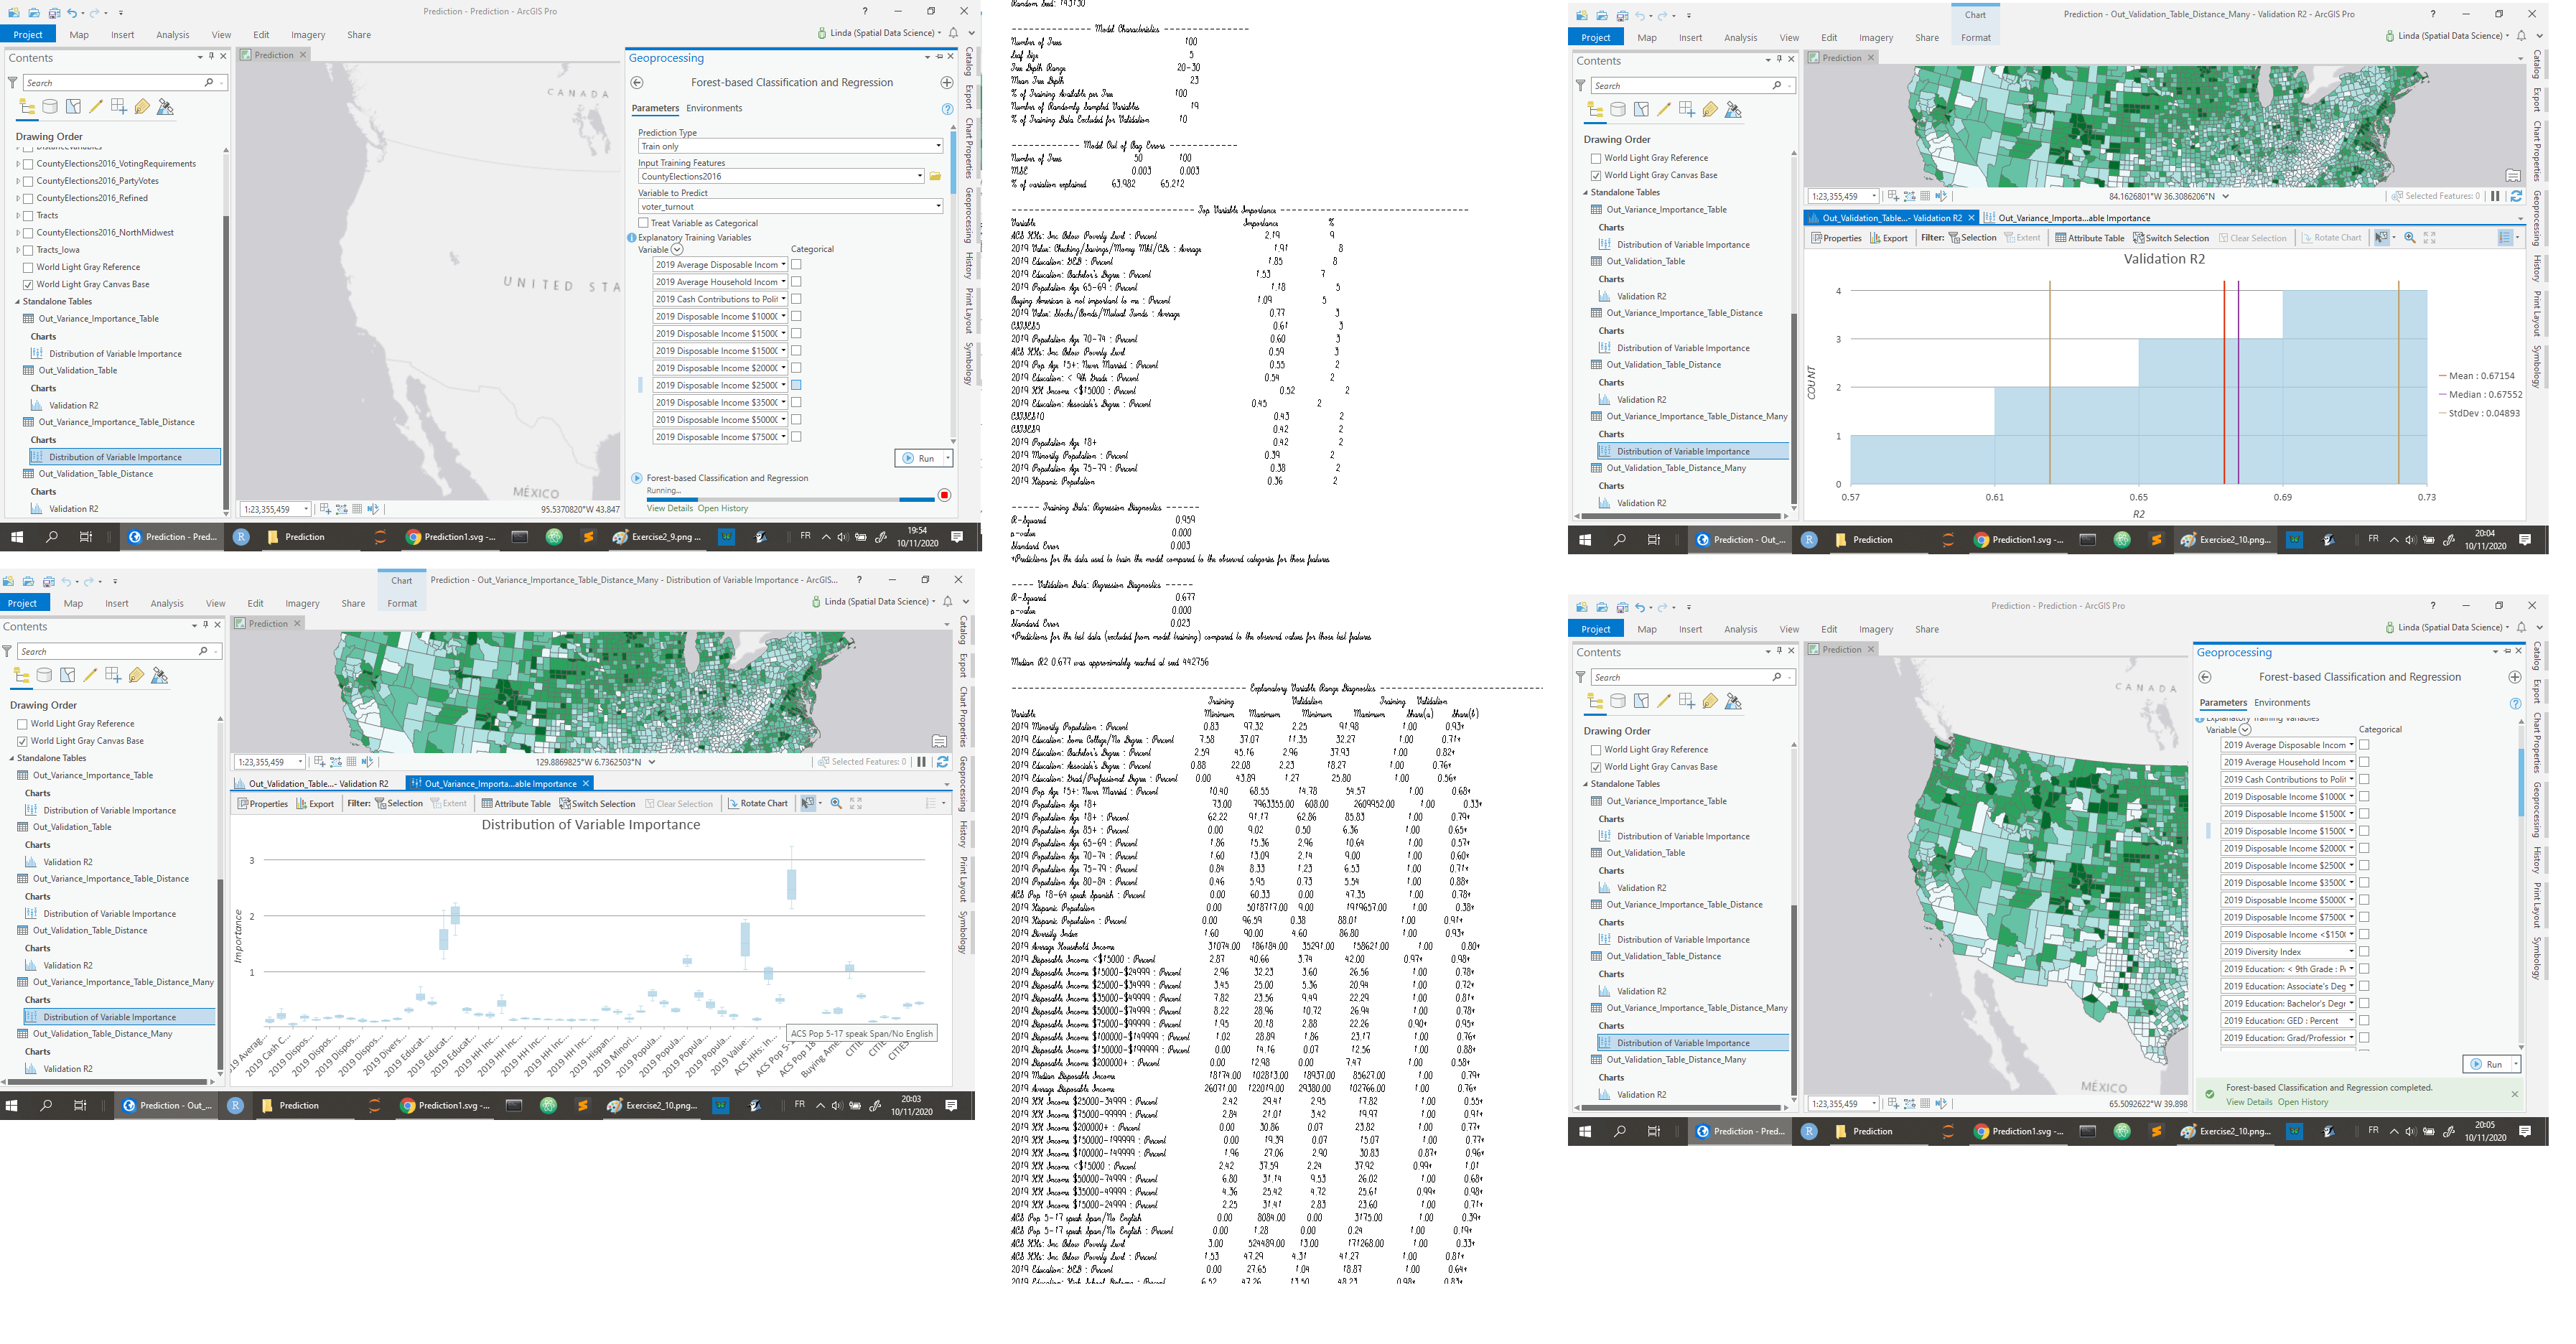 Prediction - Prediction - ArcGIS Pro
Project Map Insert Analysis View Edit Imagery Share
Linda (Spatial Data Science)
Contents
Search
Drawing Order
CountyElections2016_VotingRequirements
CountyElections2016_PartyVotes
CountyElections2016_Refined
Tracts
CountyElections2016_NorthMidwest
Tracts_Iowa
World Light Gray Reference
World Light Gray Canvas Base
Standalone Tables
Out_Variance_Importance_Table
Charts
Distribution of Variable Importance
Out_Validation_Table
Charts
Validation R2
Out_Variance_Importance_Table_Distance
Charts
Distribution of Variable Importance
Out_Validation_Table_Distance
Charts
Validation R2
Prediction
CANADA
UNITED STA
MÉXICO
1:23,355,459
95.5370820°W 43.847
Geoprocessing
Forest-based Classification and Regression
Parameters Environments
Prediction Type
Train only
Input Training Features
CountyElections2016
Variable to Predict
voter_turnout
Treat Variable as Categorical
Explanatory Training Variables
Variable Categorical
2019 Average Disposable Incom
2019 Average Household Incom
2019 Cash Contributions to Polit
2019 Disposable Income $1000(
2019 Disposable Income $1500(
2019 Disposable Income $1500(
2019 Disposable Income $2000(
2019 Disposable Income $2500(
2019 Disposable Income $3500(
2019 Disposable Income $5000(
2019 Disposable Income $7500(
Run
Forest-based Classification and Regression
Running...
View Details Open History
Catalog Export Chart Properties Geoprocessing History Print Layout Symbology
Prediction - Pred... Prediction Prediction1.svg -... Exercise2_9.png ... FR 19:54
10/11/2020
Random Seed: 143130
Model Characteristics
Number of Trees 100
Leaf Size 5
Tree Depth Range 20-30
Mean Tree Depth 23
% of Training Available per Tree 100
Number of Randomly Sampled Variables 19
% of Training Data Excluded for Validation 10
Model Out of Bag Errors
Number of Trees 50 100
MSE 0.003 0.003
% of variation explained 63.982 65.212
Top Variable Importance
Variable Importance %
ACS HHs: Inc Below Poverty Level : Percent 2.19 9
2019 Value: Checking/Savings/Money Mkt/CDs : Average 1.91 8
2019 Education: GED : Percent 1.85 8
2019 Education: Bachelor's Degree : Percent 1.53 7
2019 Population Age 65-69 : Percent 1.18 5
Buying American is not important to me : Percent 1.09 5
2019 Value: Stocks/Bonds/Mutual Funds : Average 0.77 3
CITIES5 0.61 3
2019 Population Age 70-74 : Percent 0.60 3
ACS HHs: Inc Below Poverty Level 0.59 3
2019 Pop Age 15+: Never Married : Percent 0.55 2
2019 Education: < 9th Grade : Percent 0.54 2
2019 HH Income <$15000 : Percent 0.52 2
2019 Education: Associate's Degree : Percent 0.45 2
CITIES10 0.43 2
CITIES9 0.42 2
2019 Population Age 18+ 0.42 2
2019 Minority Population : Percent 0.39 2
2019 Population Age 75-79 : Percent 0.38 2
2019 Hispanic Population 0.36 2
Training Data: Regression Diagnostics
R-Squared 0.959
p-value 0.000
Standard Error 0.003
*Predictions for the data used to train the model compared to the observed categories for those features
Validation Data: Regression Diagnostics
R-Squared 0.677
p-value 0.000
Standard Error 0.023
*Predictions for the test data (excluded from model training) compared to the observed values for those test features
Median R2 0.677 was approximately reached at seed 442756
Explanatory Variable Range Diagnostics
Training Validation Training Validation
Variable Minimum Maximum Minimum Maximum Share(a) Share(b)
2019 Minority Population : Percent 0.83 97.32 2.25 91.98 1.00 0.93*
2019 Education: Some College/No Degree : Percent 7.58 37.07 11.35 32.27 1.00 0.71*
2019 Education: Bachelor's Degree : Percent 2.59 45.16 2.96 37.93 1.00 0.82*
2019 Education: Associate's Degree : Percent 0.88 22.08 2.23 18.27 1.00 0.76*
2019 Education: Grad/Professional Degree : Percent 0.00 43.89 1.27 25.80 1.00 0.56*
2019 Pop Age 15+: Never Married : Percent 10.40 68.55 14.78 54.57 1.00 0.68*
2019 Population Age 18+ 73.00 7963355.00 608.00 2609952.00 1.00 0.33*
2019 Population Age 18+ : Percent 62.22 91.17 62.86 85.83 1.00 0.79*
2019 Population Age 85+ : Percent 0.00 9.02 0.50 6.36 1.00 0.65*
2019 Population Age 65-69 : Percent 1.86 15.36 2.96 10.64 1.00 0.57*
2019 Population Age 70-74 : Percent 1.60 13.09 2.14 9.00 1.00 0.60*
2019 Population Age 75-79 : Percent 0.84 8.33 1.23 6.53 1.00 0.71*
2019 Population Age 80-84 : Percent 0.46 5.95 0.73 5.54 1.00 0.88*
ACS Pop 18-64 speak Spanish : Percent 0.00 60.33 0.00 47.35 1.00 0.78*
2019 Hispanic Population 0.00 5018717.00 9.00 1919657.00 1.00 0.38*
2019 Hispanic Population : Percent 0.00 96.59 0.38 88.01 1.00 0.91*
2019 Diversity Index 1.60 90.00 4.60 86.80 1.00 0.93*
2019 Average Household Income 31074.00 186184.00 35291.00 158621.00 1.00 0.80*
2019 Disposable Income <$15000 : Percent 2.87 40.66 3.74 42.00 0.97* 0.98*
2019 Disposable Income $15000-$24999 : Percent 2.96 32.23 3.60 26.56 1.00 0.78*
2019 Disposable Income $25000-$34999 : Percent 3.45 25.00 5.36 20.94 1.00 0.72*
2019 Disposable Income $35000-$49999 : Percent 7.82 23.56 9.49 22.29 1.00 0.81*
2019 Disposable Income $50000-$74999 : Percent 8.22 28.96 10.72 26.94 1.00 0.78*
2019 Disposable Income $75000-$99999 : Percent 1.95 20.18 2.88 22.26 0.90* 0.95*
2019 Disposable Income $100000-$149999 : Percent 1.02 28.89 1.86 23.17 1.00 0.76*
2019 Disposable Income $150000-$199999 : Percent 0.00 14.16 0.07 12.56 1.00 0.88*
2019 Disposable Income $200000+ : Percent 0.00 12.98 0.00 7.47 1.00 0.58*
2019 Median Disposable Income 18174.00 102813.00 18937.00 85627.00 1.00 0.79*
2019 Average Disposable Income 26071.00 122019.00 29380.00 102766.00 1.00 0.76*
2019 HH Income $25000-34999 : Percent 2.42 29.41 2.95 17.82 1.00 0.55*
2019 HH Income $75000-99999 : Percent 2.84 21.01 3.42 19.97 1.00 0.91*
2019 HH Income $200000+ : Percent 0.00 30.86 0.07 23.82 1.00 0.77*
2019 HH Income $150000-199999 : Percent 0.00 19.39 0.07 15.07 1.00 0.77*
2019 HH Income $100000-149999 : Percent 1.96 27.06 2.90 30.83 0.87* 0.96*
2019 HH Income <$15000 : Percent 2.42 37.59 2.24 37.92 0.99* 1.01
2019 HH Income $50000-74999 : Percent 6.80 31.14 9.53 26.02 1.00 0.68*
2019 HH Income $35000-49999 : Percent 4.36 25.42 4.72 25.61 0.99* 0.98*
2019 HH Income $15000-24999 : Percent 2.25 31.41 2.83 23.60 1.00 0.71*
ACS Pop 5-17 speak Span/No English 0.00 8084.00 0.00 3175.00 1.00 0.39*
ACS Pop 5-17 speak Span/No English : Percent 0.00 1.28 0.00 0.24 1.00 0.19*
ACS HHs: Inc Below Poverty Level 3.00 524489.00 13.00 171268.00 1.00 0.33*
ACS HHs: Inc Below Poverty Level : Percent 1.53 47.29 4.31 41.27 1.00 0.81*
2019 Education: GED : Percent 0.00 27.65 1.04 18.87 1.00 0.64*
2019 Education: High School Diploma : Percent 6.52 47.26 13.50 48.23 0.98* 0.83*
Prediction - Out_Validation_Table_Distance_Many - Validation R2 - ArcGIS Pro
Chart
Project Map Insert Analysis View Edit Imagery Share Format
Linda (Spatial Data Science)
Contents
Search
Drawing Order
World Light Gray Reference
World Light Gray Canvas Base
Standalone Tables
Out_Variance_Importance_Table
Charts
Distribution of Variable Importance
Out_Validation_Table
Charts
Validation R2
Out_Variance_Importance_Table_Distance
Charts
Distribution of Variable Importance
Out_Validation_Table_Distance
Charts
Validation R2
Out_Variance_Importance_Table_Distance_Many
Charts
Distribution of Variable Importance
Out_Validation_Table_Distance_Many
Charts
Validation R2
Prediction
1:23,355,459
84.1626801°W 36.3086206°N
Selected Features: 0
Out_Validation_Table...- Validation R2 Out_Variance_Importa...able Importance
Properties Export Filter: Selection Extent Attribute Table Switch Selection Clear Selection Rotate Chart
Validation R2
COUNT
4
3
2
1
0
0.57 0.61 0.65 0.69 0.73
R2
Mean : 0.67154
Median : 0.67552
StdDev : 0.04893
Catalog Export Chart Properties Geoprocessing History Print Layout Symbology
Prediction - Out_... Prediction Prediction1.svg -... Exercise2_10.png... FR 20:04
10/11/2020
Chart
Prediction - Out_Variance_Importance_Table_Distance_Many - Distribution of Variable Importance - ArcGIS...
Project Map Insert Analysis View Edit Imagery Share Format
Linda (Spatial Data Science)
Contents
Search
Drawing Order
World Light Gray Reference
World Light Gray Canvas Base
Standalone Tables
Out_Variance_Importance_Table
Charts
Distribution of Variable Importance
Out_Validation_Table
Charts
Validation R2
Out_Variance_Importance_Table_Distance
Charts
Distribution of Variable Importance
Out_Validation_Table_Distance
Charts
Validation R2
Out_Variance_Importance_Table_Distance_Many
Charts
Distribution of Variable Importance
Out_Validation_Table_Distance_Many
Charts
Validation R2
Prediction
1:23,355,459
129.8869825°W 6.7362503°N
Selected Features: 0
Out_Validation_Table...- Validation R2 Out_Variance_Importa...able Importance
Properties Export Filter: Selection Extent Attribute Table Switch Selection Clear Selection Rotate Chart
Distribution of Variable Importance
Importance
3
2
1
ACS Pop 5-17 speak Span/No English
19 Averag... 2019 Cash C... 2019 Dispos... 2019 Dispos... 2019 Dispos... 2019 Dispos... 2019 Divers... 2019 Educat... 2019 Educat... 2019 Educat... 2019 HH Inc... 2019 HH Inc... 2019 HH Inc... 2019 HH Inc... 2019 Hispan... 2019 Minori... 2019 Popula... 2019 Popula... 2019 Popula... 2019 Popula... 2019 Value:... ACS HHs: In... ACS Pop 5- ACS Pop 18 Buying Ame... CITIE... CITIE... CITIES...
Catalog Export Chart Properties Geoprocessing History Print Layout Symbology
Prediction - Out_... Prediction Prediction1.svg -... Exercise2_10.png... FR 20:03
10/11/2020
Prediction - Prediction - ArcGIS Pro
Project Map Insert Analysis View Edit Imagery Share
Linda (Spatial Data Science)
Contents
Search
Drawing Order
World Light Gray Reference
World Light Gray Canvas Base
Standalone Tables
Out_Variance_Importance_Table
Charts
Distribution of Variable Importance
Out_Validation_Table
Charts
Validation R2
Out_Variance_Importance_Table_Distance
Charts
Distribution of Variable Importance
Out_Validation_Table_Distance
Charts
Validation R2
Out_Variance_Importance_Table_Distance_Many
Charts
Distribution of Variable Importance
Out_Validation_Table_Distance_Many
Charts
Validation R2
Prediction
CANADA
MÉXICO
1:23,355,459
65.5092622°W 39.898
Geoprocessing
Forest-based Classification and Regression
Parameters Environments
Explanatory Training Variables
Variable Categorical
2019 Average Disposable Incom
2019 Average Household Incom
2019 Cash Contributions to Polit
2019 Disposable Income $1000(
2019 Disposable Income $1500(
2019 Disposable Income $1500(
2019 Disposable Income $2000(
2019 Disposable Income $2500(
2019 Disposable Income $3500(
2019 Disposable Income $5000(
2019 Disposable Income $7500(
2019 Disposable Income <$150(
2019 Diversity Index
2019 Education: < 9th Grade : P
2019 Education: Associate's Deg
2019 Education: Bachelor's Degr
2019 Education: GED : Percent
2019 Education: Grad/Professior
Run
Forest-based Classification and Regression completed.
View Details Open History
Catalog Export Chart Properties Geoprocessing History Print Layout Symbology
Prediction - Pred... Prediction Prediction1.svg -... Exercise2_10.png... FR 20:05
10/11/2020